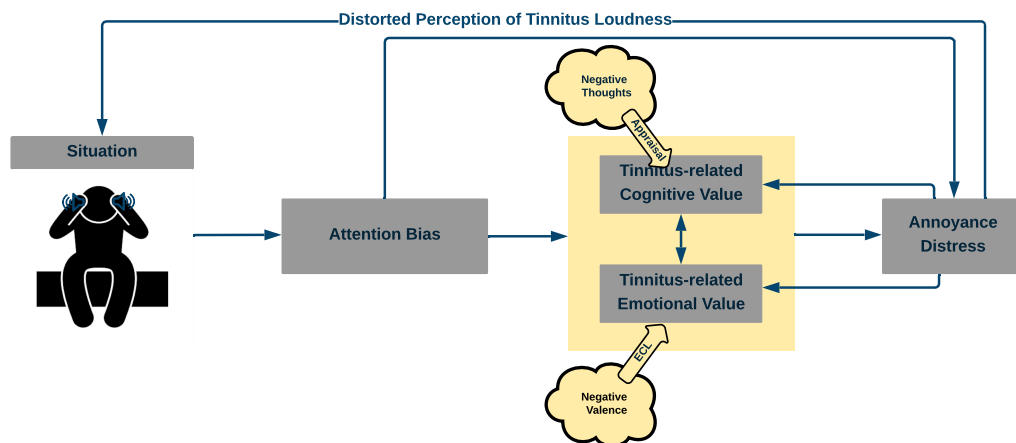 Distorted Perception of Tinnitus Loudness
Negative
Thoughts
Appraisal
Situation
Tinnitus-related
Cognitive Value
Attention Bias
Annoyance
Distress
Tinnitus-related
Emotional Value
ECL
Negative
Valence